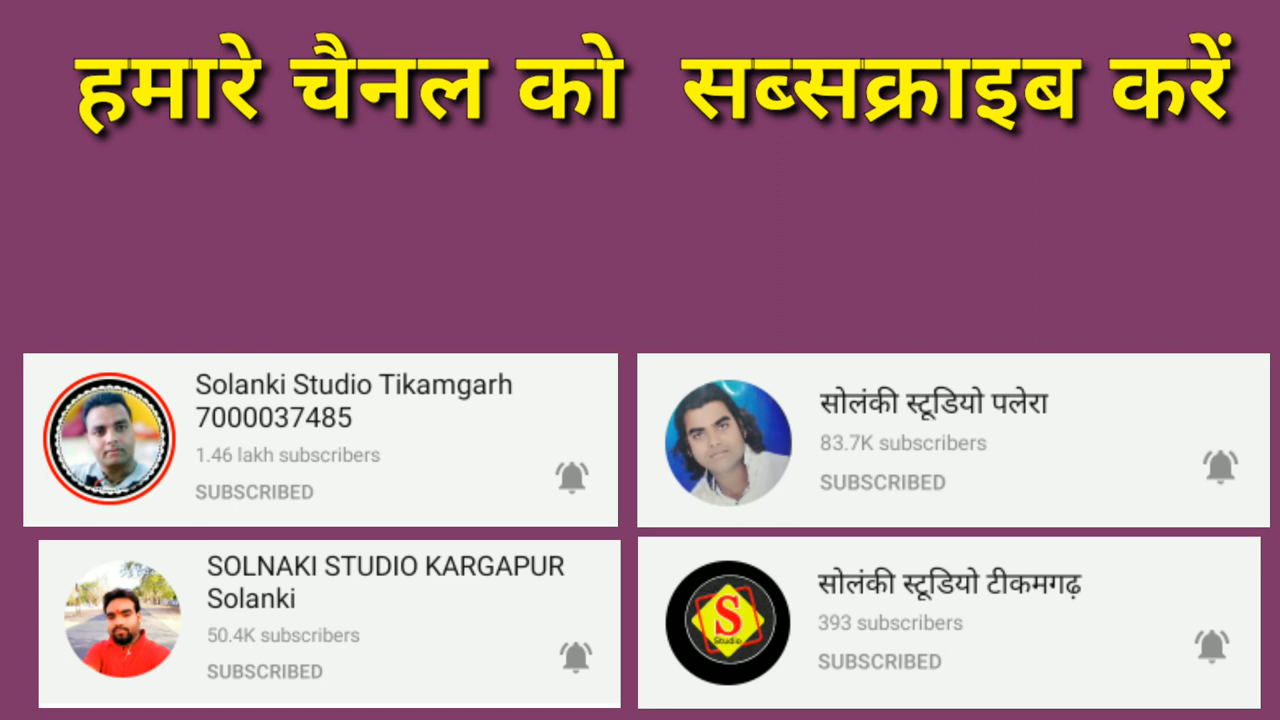 हमारे चैनल को सब्सक्राइब करें
Solanki Studio Tikamgarh
7000037485
1.46 lakh subscribers
SUBSCRIBED
सोलंकी स्टूडियो पलेरा
83.7K subscribers
SUBSCRIBED
SOLNAKI STUDIO KARGAPUR
Solanki
50.4K subscribers
SUBSCRIBED
S
Studio
सोलंकी स्टूडियो टीकमगढ़
393 subscribers
SUBSCRIBED